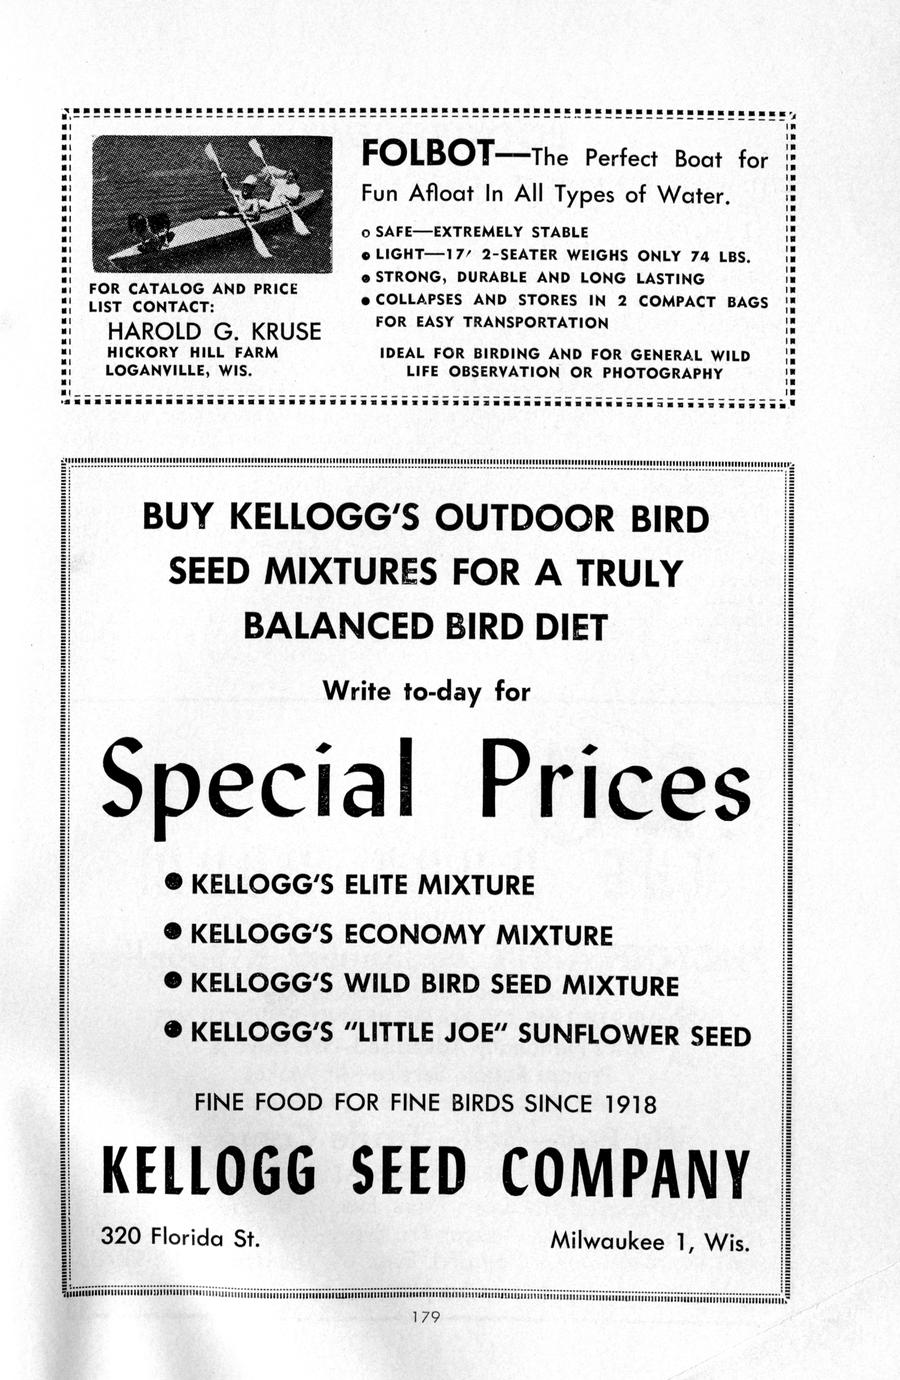 FOLBOT—The Perfect Boat for
Fun Afloat In All Types of Water.
o SAFE—EXTREMELY STABLE
● LIGHT—17′ 2-SEATER WEIGHS ONLY 74 LBS.
● STRONG, DURABLE AND LONG LASTING
● COLLAPSES AND STORES IN 2 COMPACT BAGS
FOR EASY TRANSPORTATION
IDEAL FOR BIRDING AND FOR GENERAL WILD
LIFE OBSERVATION OR PHOTOGRAPHY
FOR CATALOG AND PRICE
LIST CONTACT:
HAROLD G. KRUSE
HICKORY HILL FARM
LOGANVILLE, WIS.
BUY KELLOGG'S OUTDOOR BIRD
SEED MIXTURES FOR A TRULY
BALANCED BIRD DIET
Write to-day for
Special Prices
● KELLOGG'S ELITE MIXTURE
● KELLOGG'S ECONOMY MIXTURE
● KELLOGG'S WILD BIRD SEED MIXTURE
● KELLOGG'S "LITTLE JOE" SUNFLOWER SEED
FINE FOOD FOR FINE BIRDS SINCE 1918
KELLOGG SEED COMPANY
320 Florida St. Milwaukee 1, Wis.
179